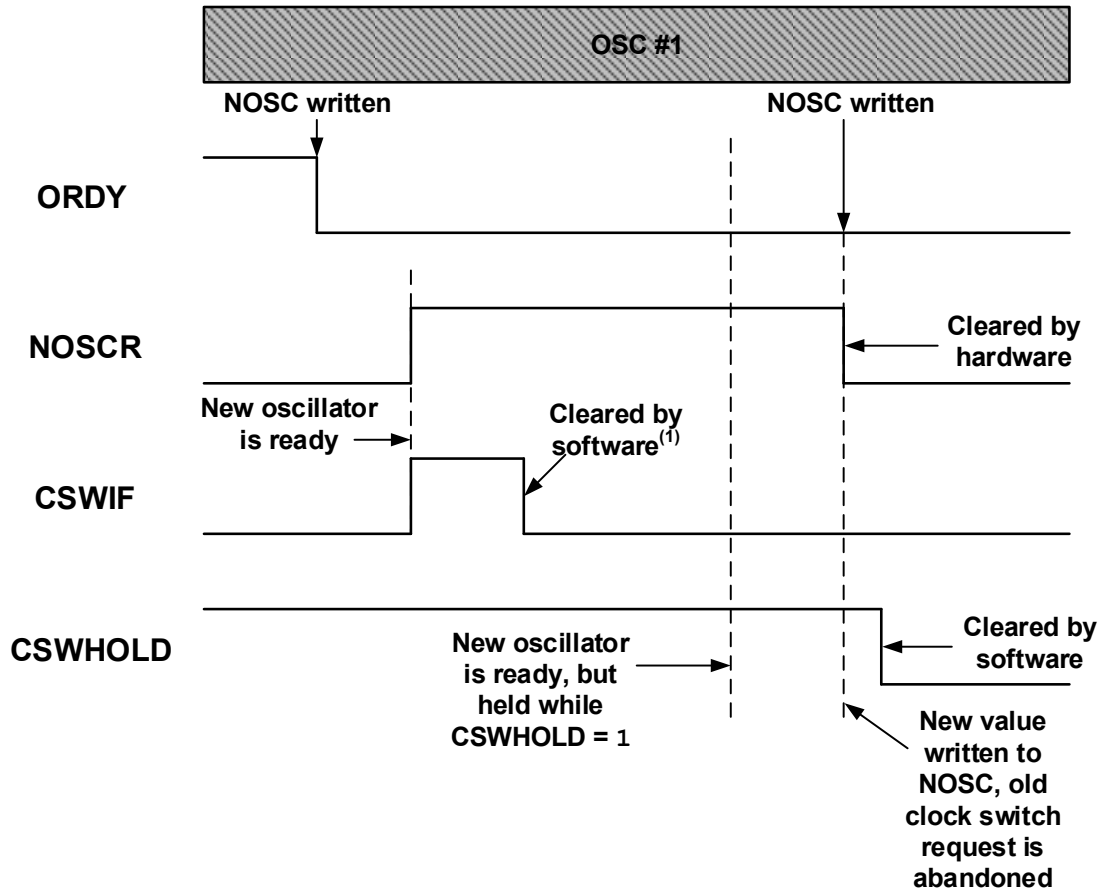 OSC #1
NOSC written
NOSC written
ORDY
NOSCR
Cleared by
hardware
New oscillator
is ready
Cleared by
software(1)
CSWIF
CSWHOLD
New oscillator
is ready, but
held while
CSWHOLD = 1
Cleared by
software
New value
written to
NOSC, old
clock switch
request is
abandoned